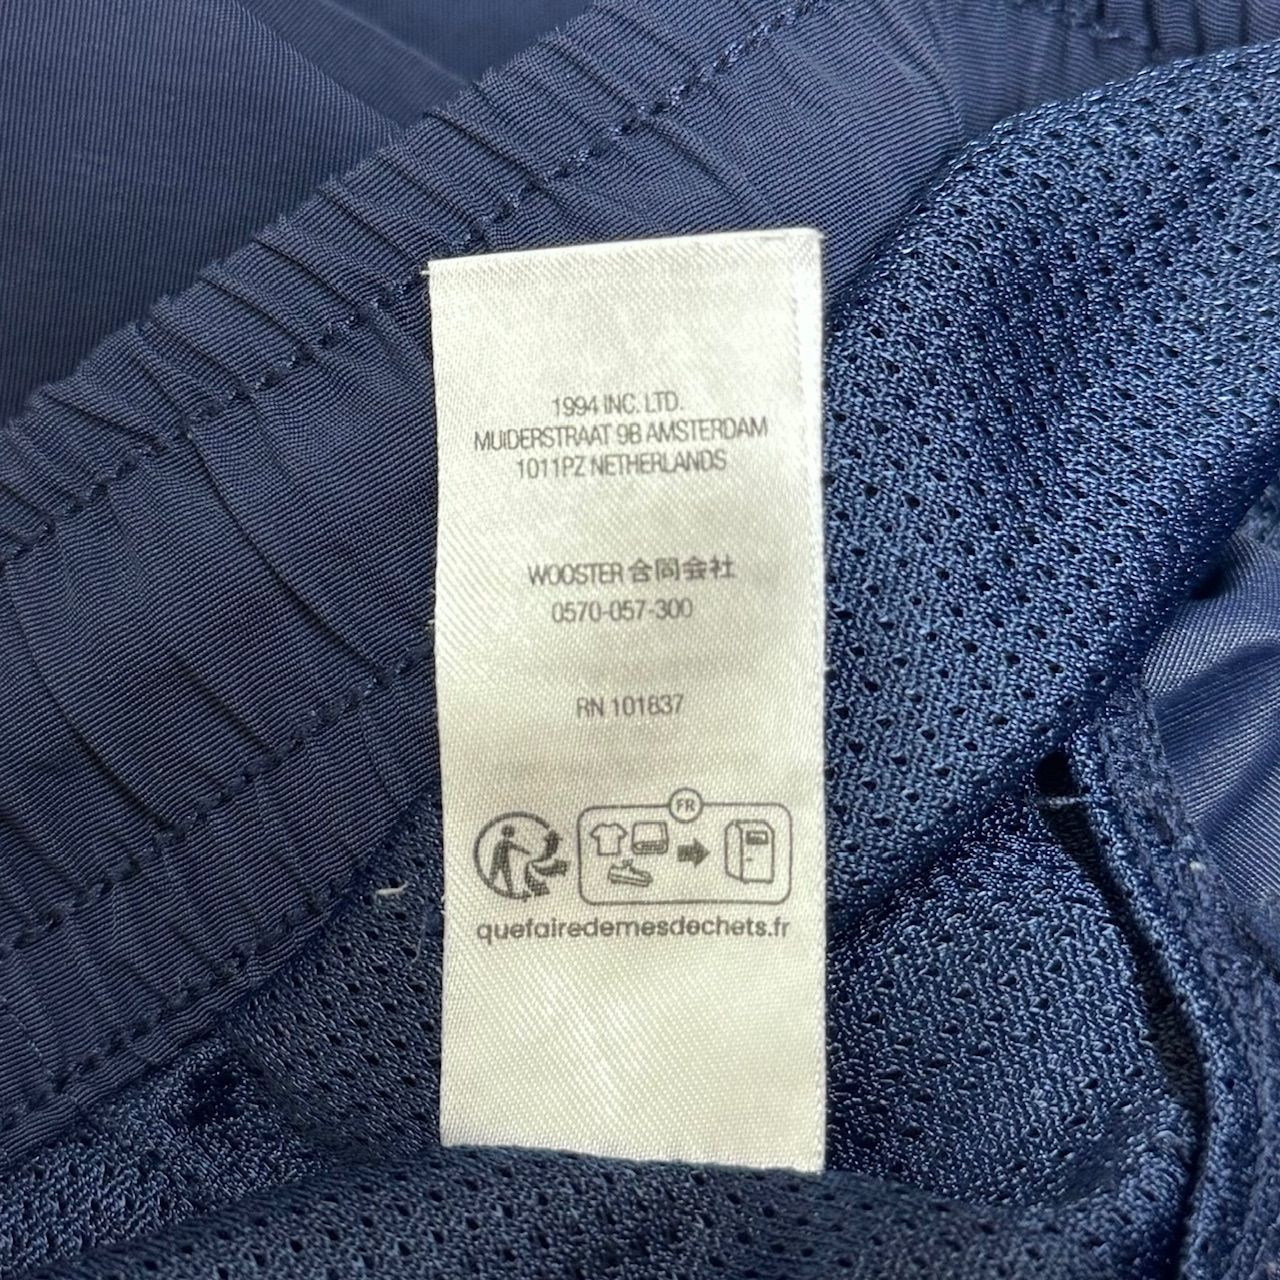 1994 INC. LTD.
MUIDERSTRAAT 9B AMSTERDAM
1011PZ NETHERLANDS
WOOSTER 合同会社
0570-057-300
RN 101837
FR
quefairedemesdechets.fr